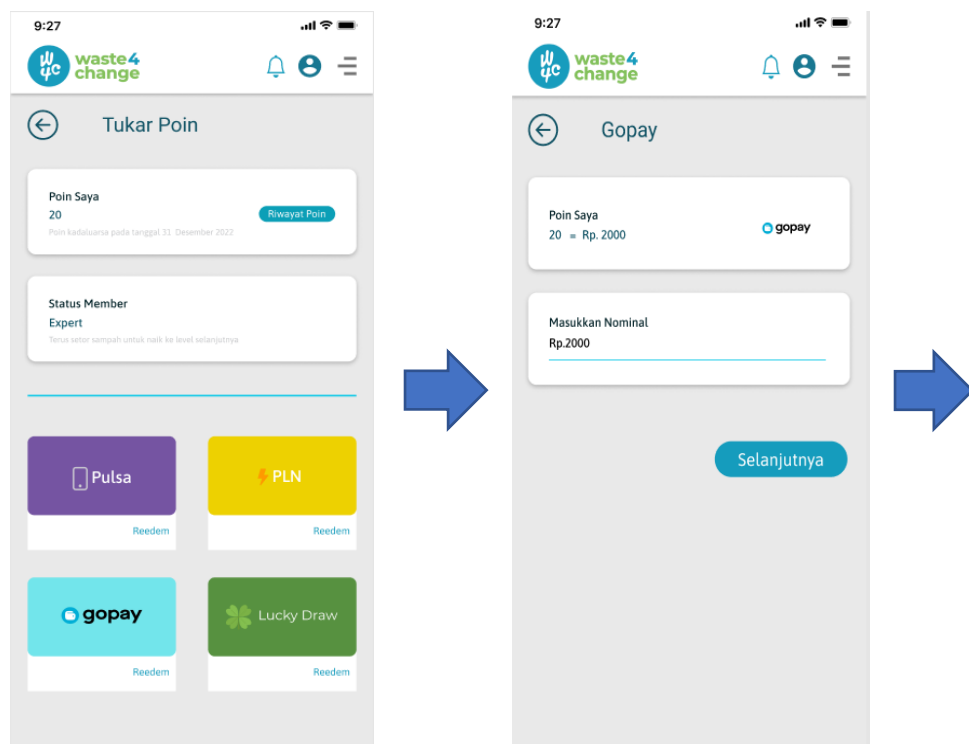 9:27
waste4
change
Tukar Poin
Poin Saya
20
Riwayat Poin
Poin kadaluarsa pada tanggal 31 Desember 2022
Status Member
Expert
Terus setor sampah untuk naik ke level selanjutnya
Pulsa
PLN
Reedem
Reedem
gopay
Lucky Draw
Reedem
Reedem
9:27
waste4
change
Gopay
Poin Saya
20 = Rp. 2000
gopay
Masukkan Nominal
Rp.2000
Selanjutnya